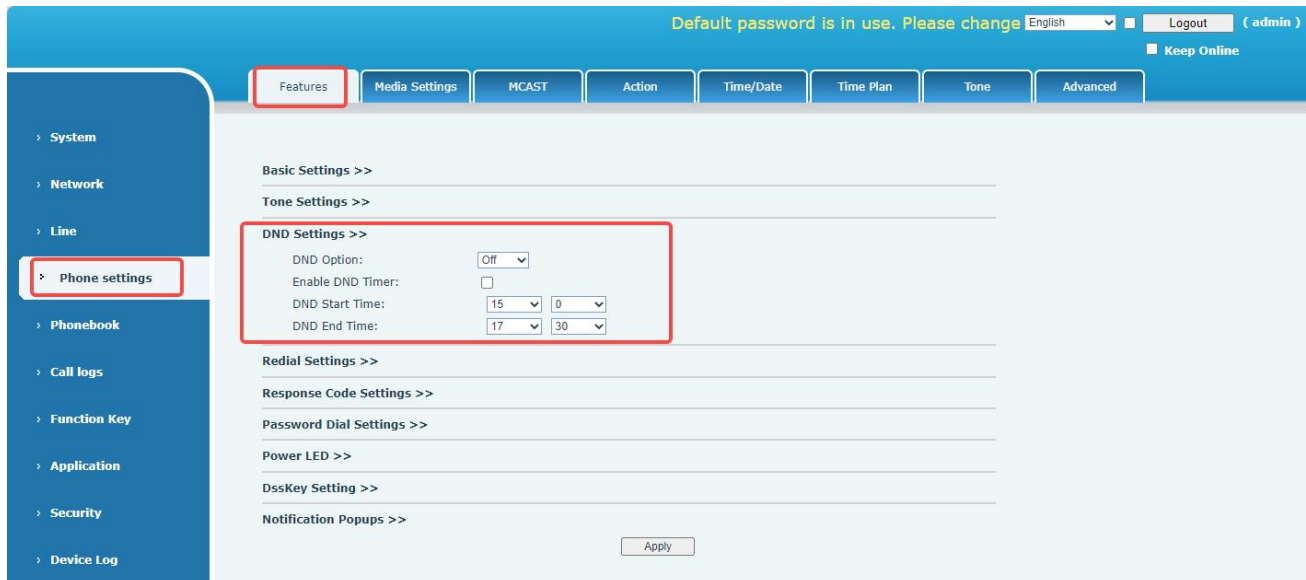 Default password is in use. Please change English Logout ( admin )
Keep Online
Features Media Settings MCAST Action Time/Date Time Plan Tone Advanced
› System
› Network
› Line
Phone settings
› Phonebook
› Call logs
› Function Key
› Application
› Security
› Device Log
Basic Settings >>
Tone Settings >>
DND Settings >>
DND Option: Off
Enable DND Timer:
DND Start Time: 15 0
DND End Time: 17 30
Redial Settings >>
Response Code Settings >>
Password Dial Settings >>
Power LED >>
DssKey Setting >>
Notification Popups >>
Apply